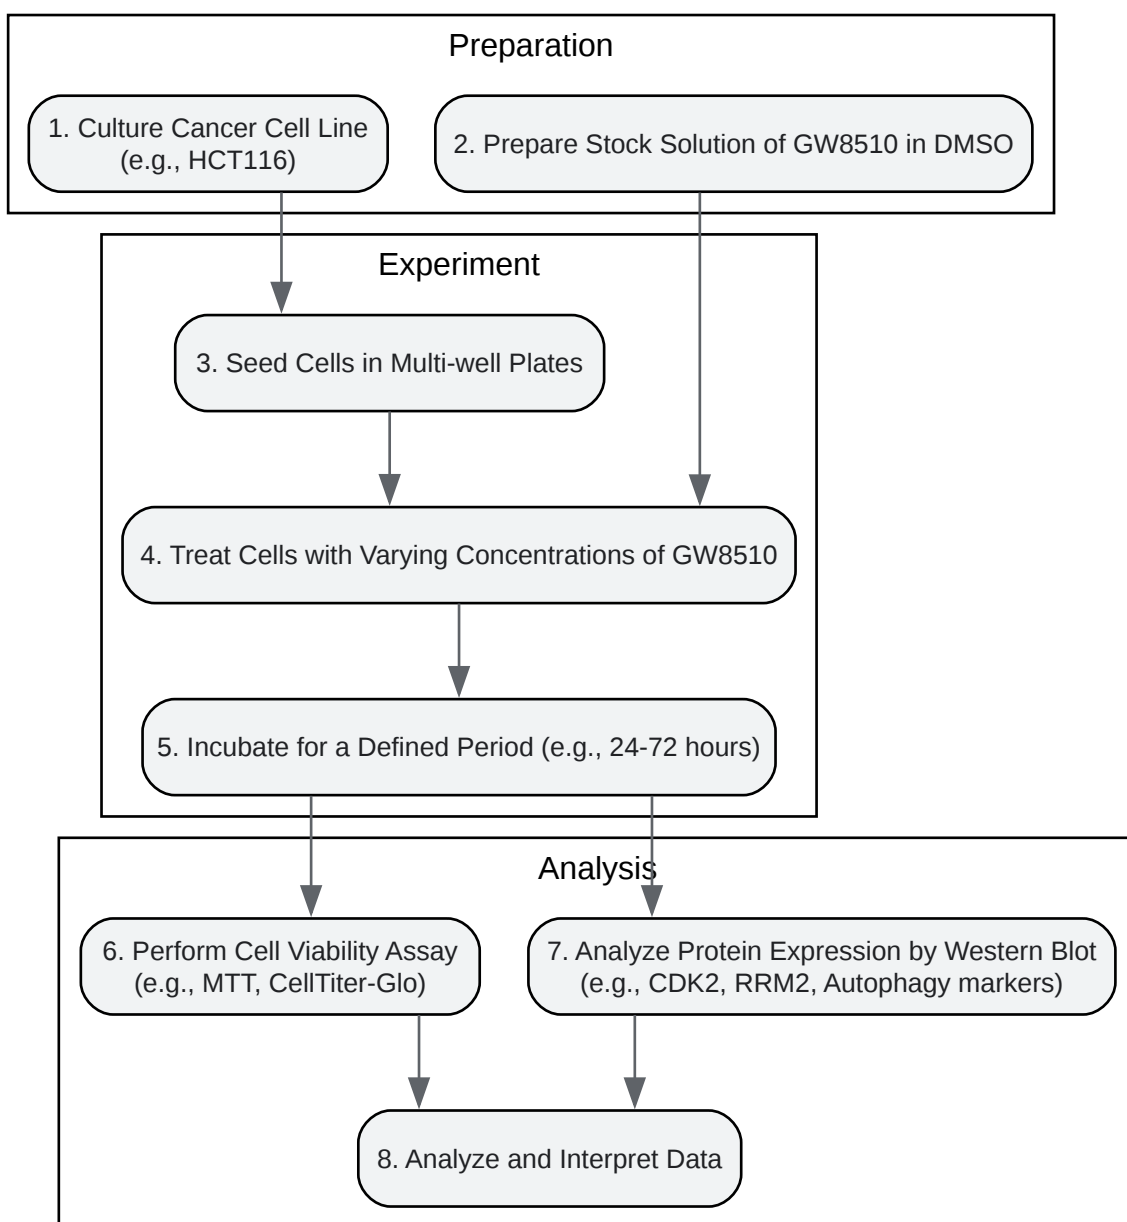 Preparation
1. Culture Cancer Cell Line
(e.g., HCT116)
2. Prepare Stock Solution of GW8510 in DMSO
Experiment
3. Seed Cells in Multi-well Plates
4. Treat Cells with Varying Concentrations of GW8510
5. Incubate for a Defined Period (e.g., 24-72 hours)
Analysis
6. Perform Cell Viability Assay
(e.g., MTT, CellTiter-Glo)
7. Analyze Protein Expression by Western Blot
(e.g., CDK2, RRM2, Autophagy markers)
8. Analyze and Interpret Data